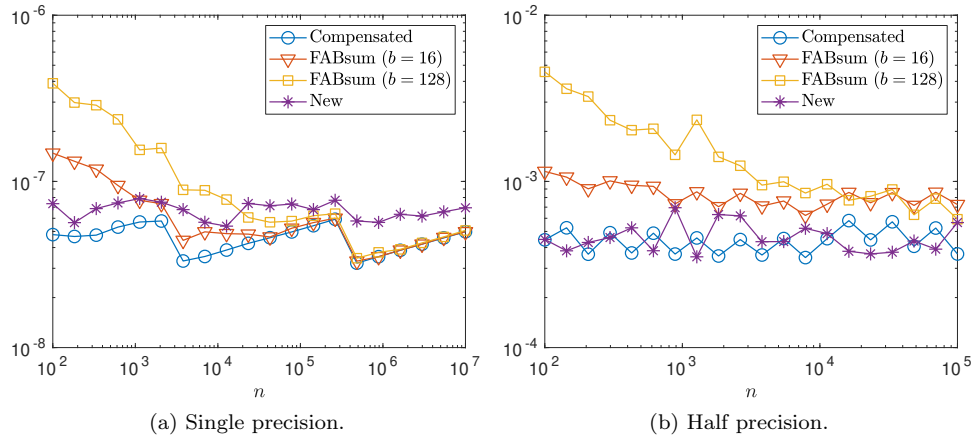 10^-6
10^-7
10^-8
10^2 10^3 10^4 10^5 10^6 10^7
n
Compensated
FABsum (b = 16)
FABsum (b = 128)
New
(a) Single precision.
10^-2
10^-3
10^-4
10^2 10^3 10^4 10^5
n
Compensated
FABsum (b = 16)
FABsum (b = 128)
New
(b) Half precision.